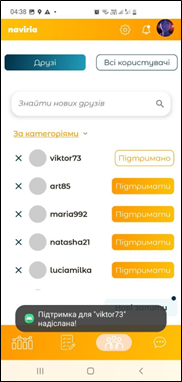 04:38
naviria
Друзі
Всі користувачі
Знайти нових друзів
За категоріями
viktor73
Підтримано
art85
Підтримати
maria992
Підтримати
natasha21
Підтримати
luciamilka
Підтримати
Підтримка для "viktor73"
надіслана!